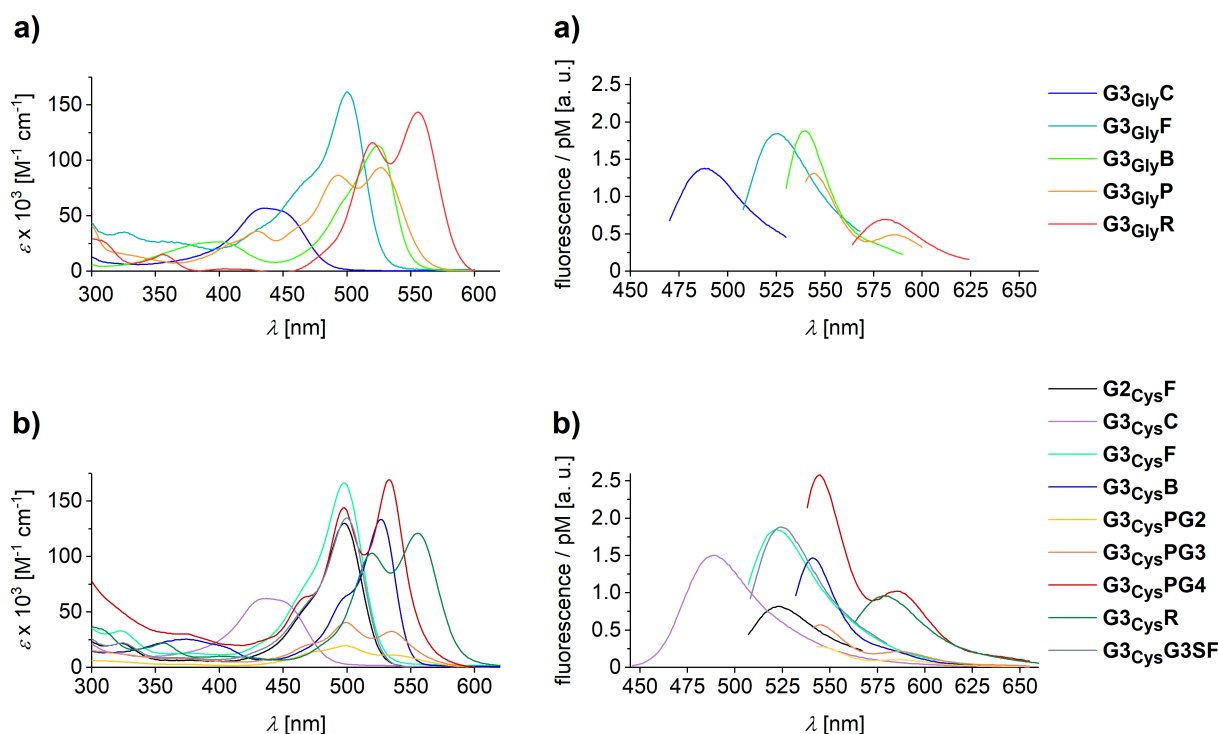 a)
ε x 10³ [M⁻¹ cm⁻¹]
150
100
50
0
300 350 400 450 500 550 600
λ [nm]
a)
fluorescence / pM [a. u.]
2.5
2.0
1.5
1.0
0.5
0.0
450 475 500 525 550 575 600 625 650
λ [nm]
G3GlyC
G3GlyF
G3GlyB
G3GlyP
G3GlyR
b)
ε x 10³ [M⁻¹ cm⁻¹]
150
100
50
0
300 350 400 450 500 550 600
λ [nm]
b)
fluorescence / pM [a. u.]
2.5
2.0
1.5
1.0
0.5
0
450 475 500 525 550 575 600 625 650
λ [nm]
G2CysF
G3CysC
G3CysF
G3CysB
G3CysPG2
G3CysPG3
G3CysPG4
G3CysR
G3CysG3SF